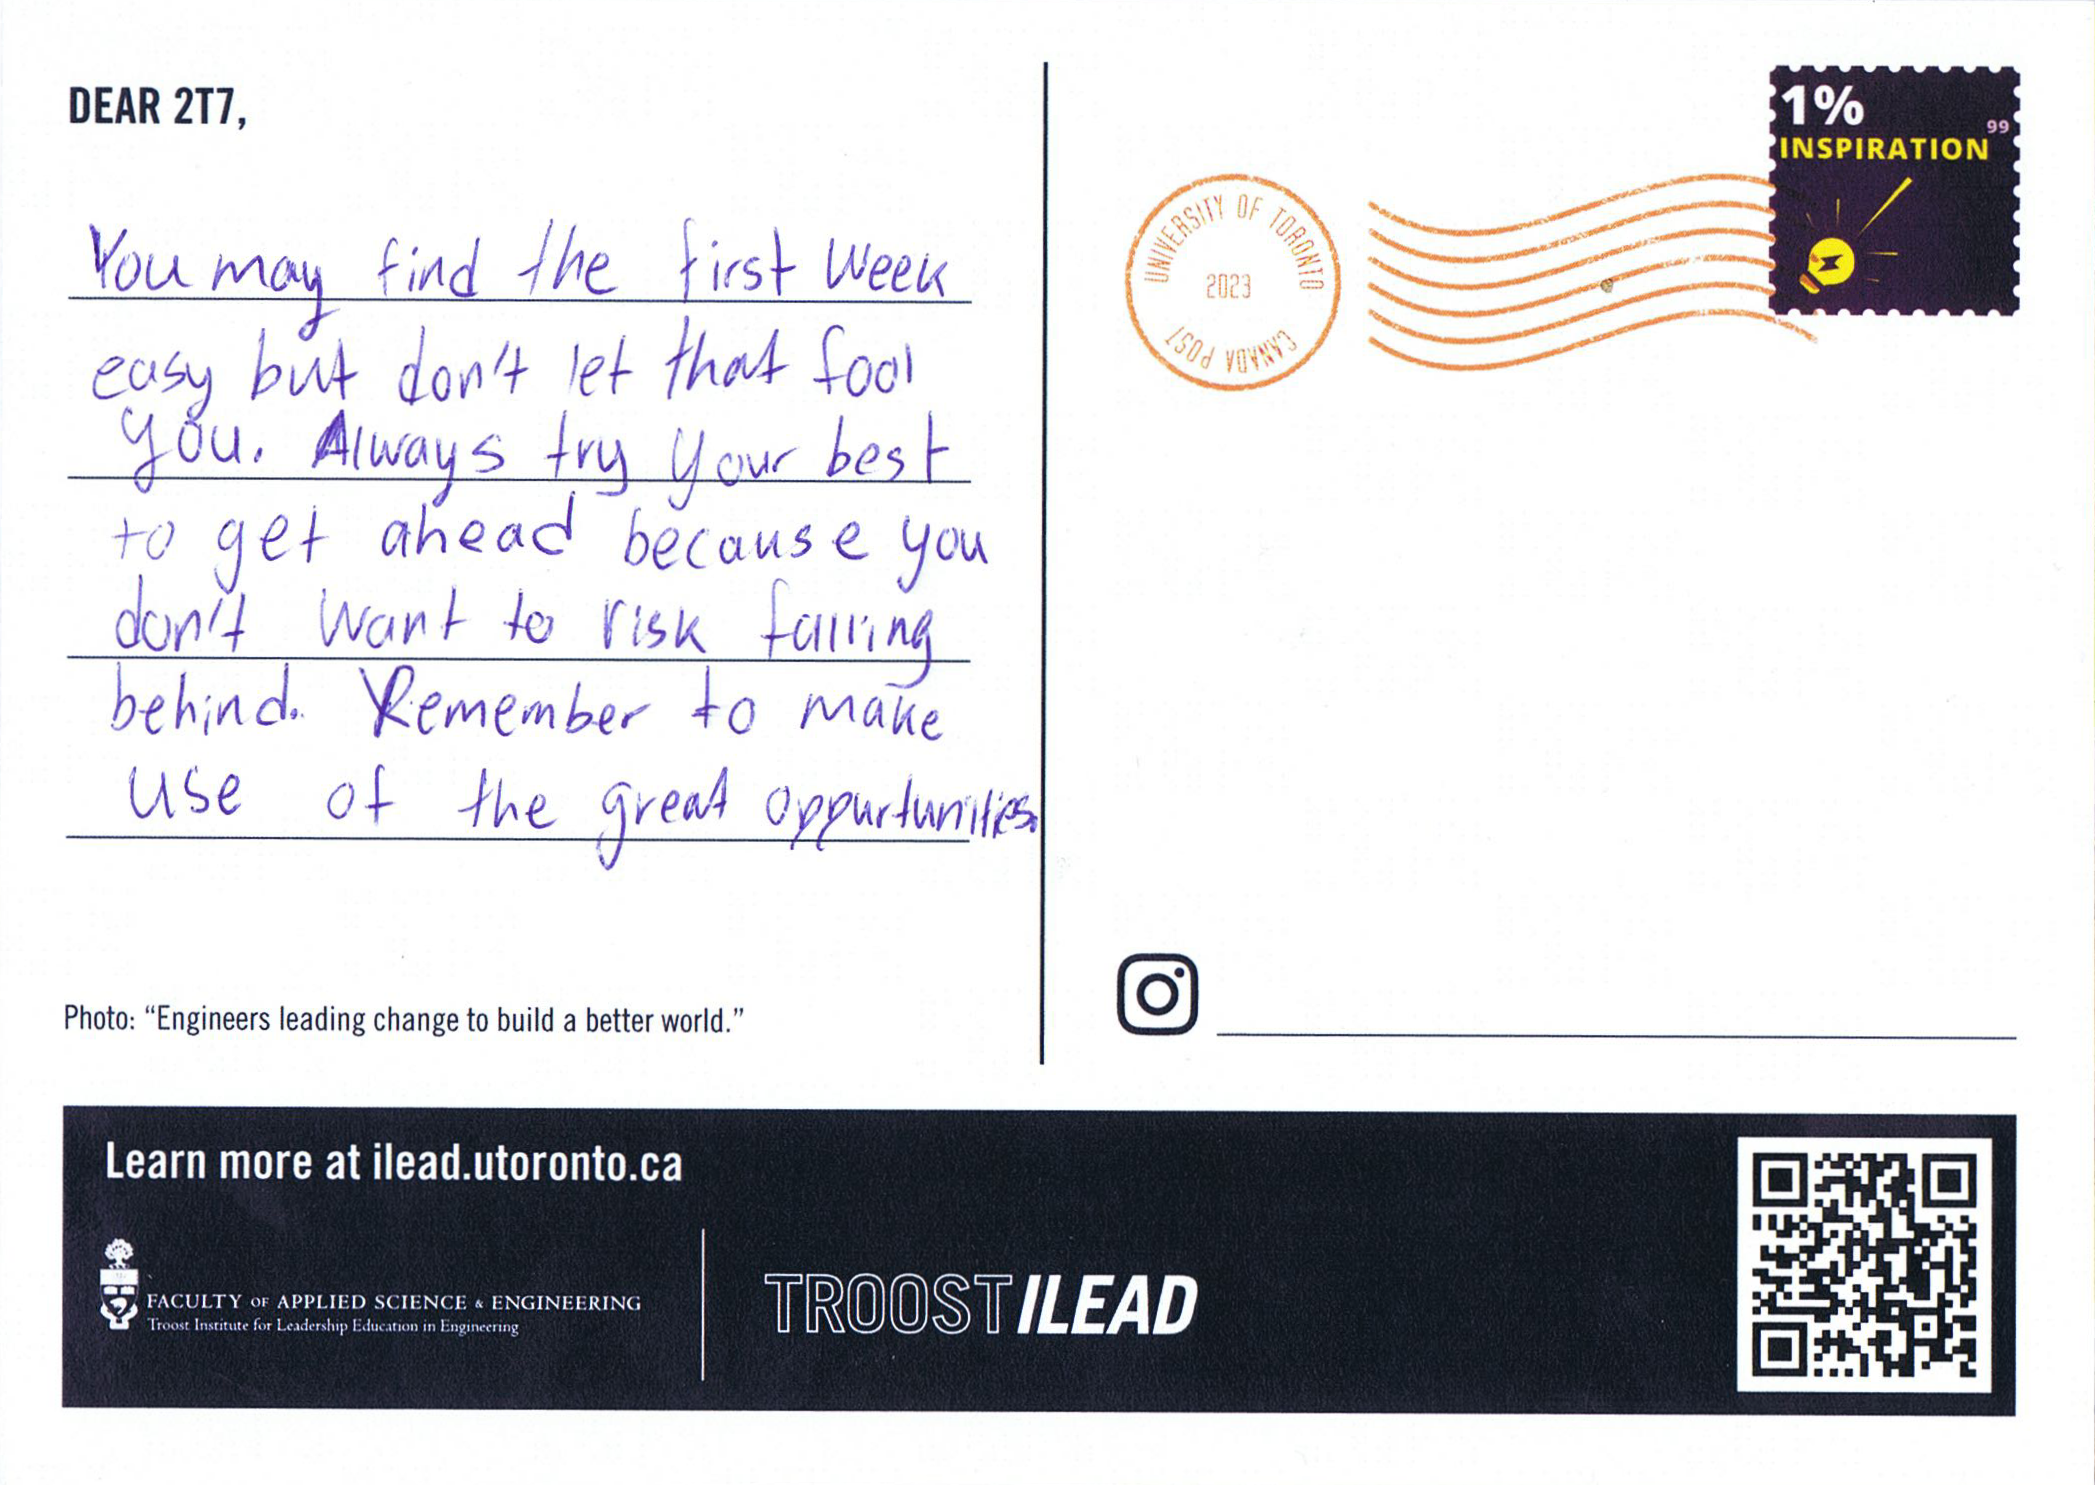 DEAR 2T7,
You may find the first Week
easy but don't let that fool
you. Always try your best
to get ahead because you
don't want to risk falling
behind. Remember to make
use of the great oppurtunities.
Photo: “Engineers leading change to build a better world.”
1%
99
INSPIRATION
UNIVERSITY OF TORONTO
2023
CANADA POST
Learn more at ilead.utoronto.ca
FACULTY OF APPLIED SCIENCE & ENGINEERING
Troost Institute for Leadership Education in Engineering
TROOST ILEAD